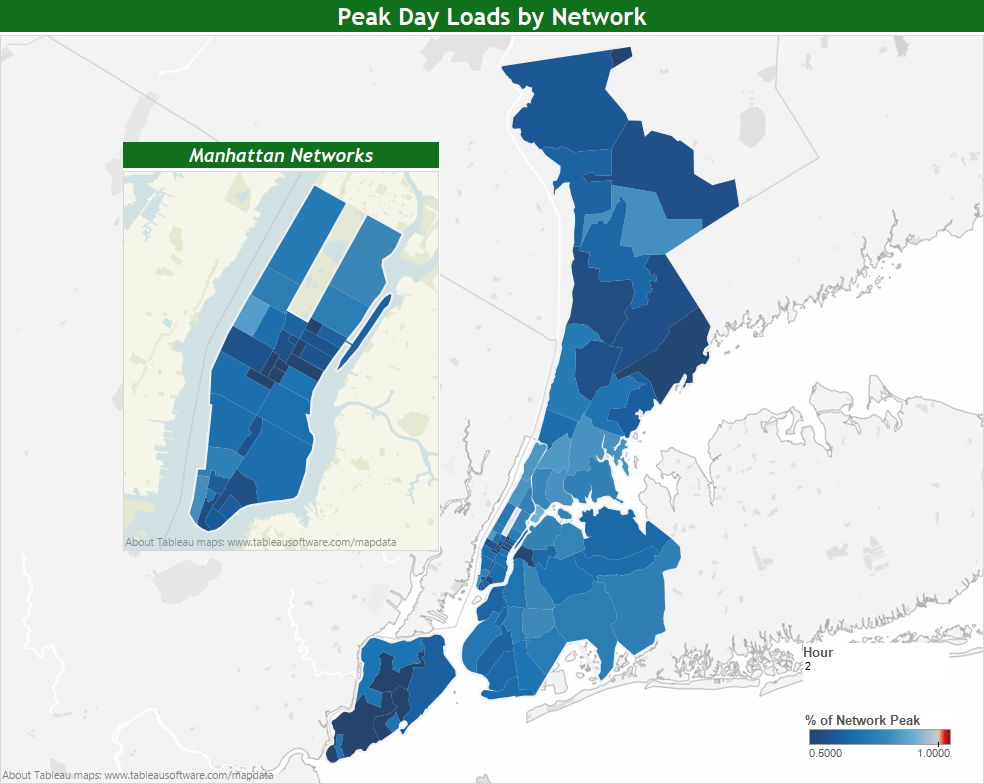 Peak Day Loads by Network
Manhattan Networks
About Tableau maps: www.tableausoftware.com/mapdata
Hour
2
% of Network Peak
0.5000 1.0000
About Tableau maps: www.tableausoftware.com/mapdata